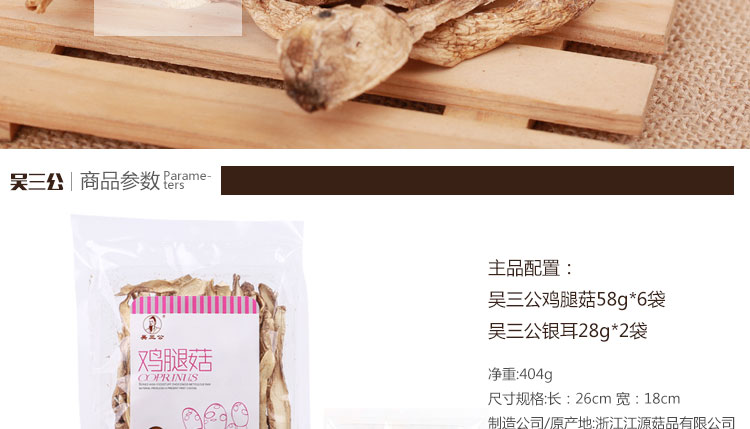 吴三公 商品参数 Parame-
ters
主品配置：
吴三公鸡腿菇58g*6袋
吴三公银耳28g*2袋
净重:404g
尺寸规格:长：26cm 宽：18cm
制造公司/原产地:浙江江源菇品有限公司
吴三公
鸡腿菇
COPRINUS